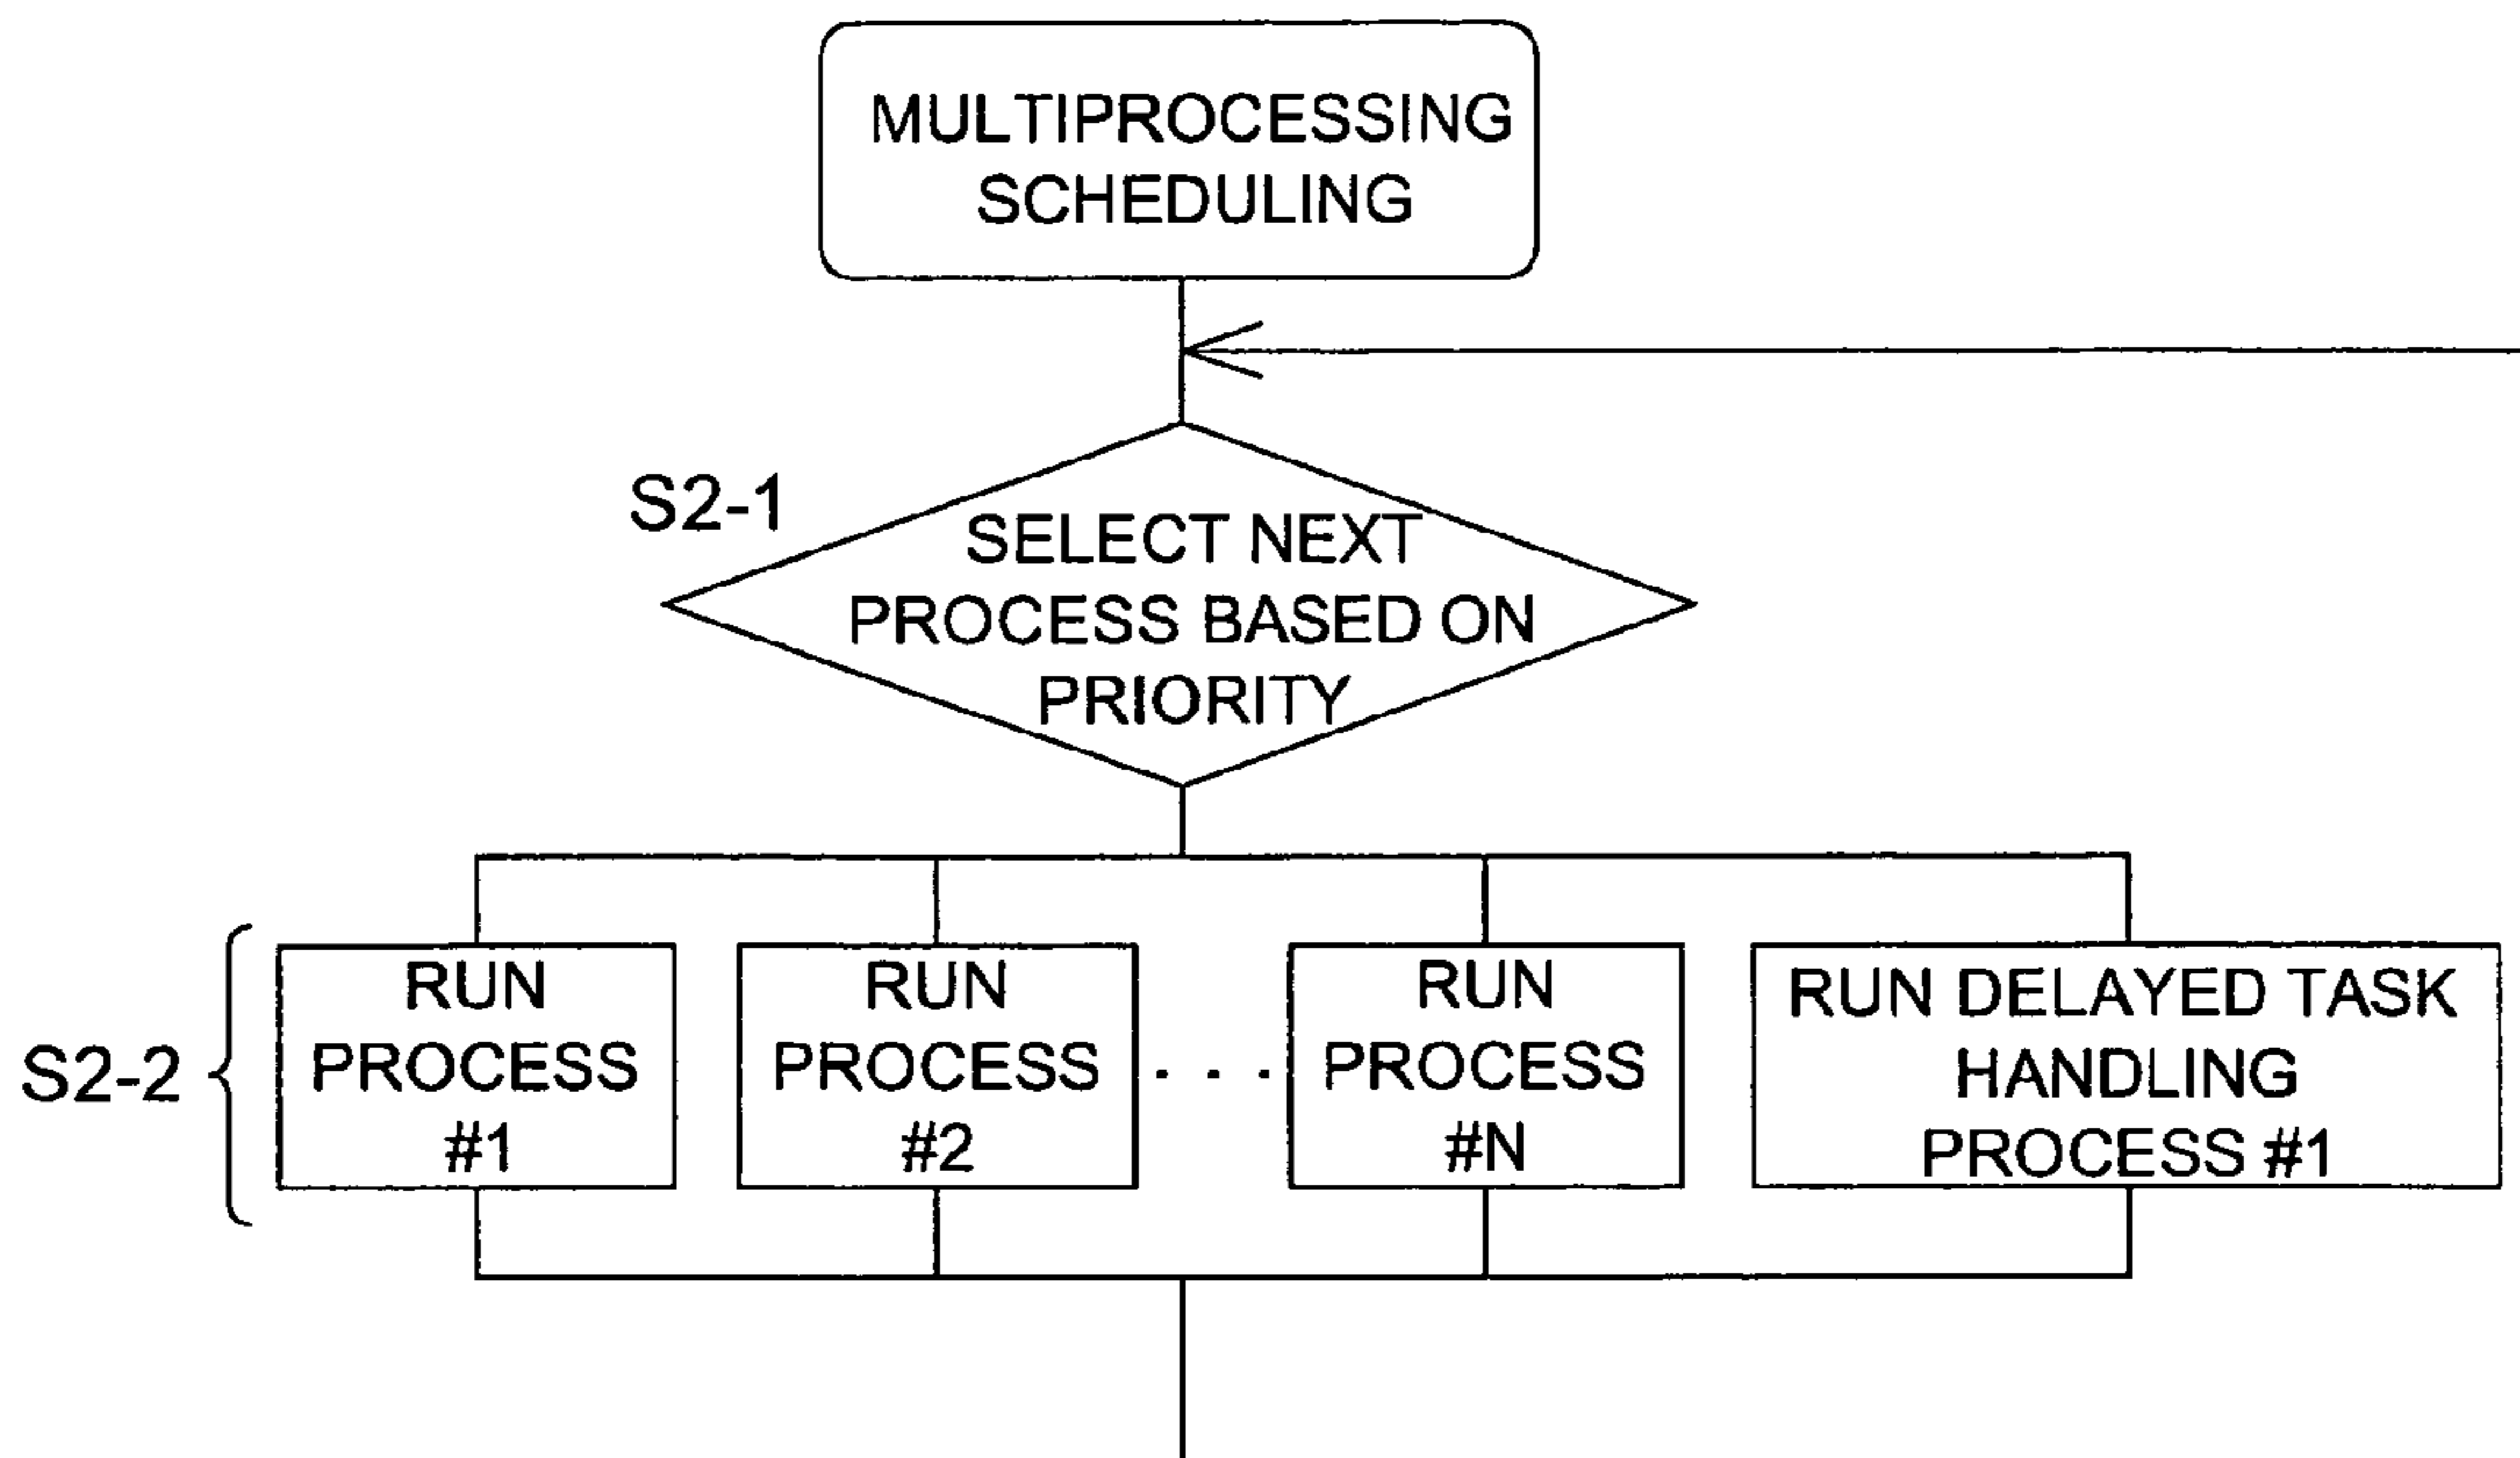 MULTIPROCESSING
SCHEDULING
S2-1
SELECT NEXT
PROCESS BASED ON
PRIORITY
S2-2
RUN
PROCESS
#1
RUN
PROCESS
#2
. . .
RUN
PROCESS
#N
RUN DELAYED TASK
HANDLING
PROCESS #1